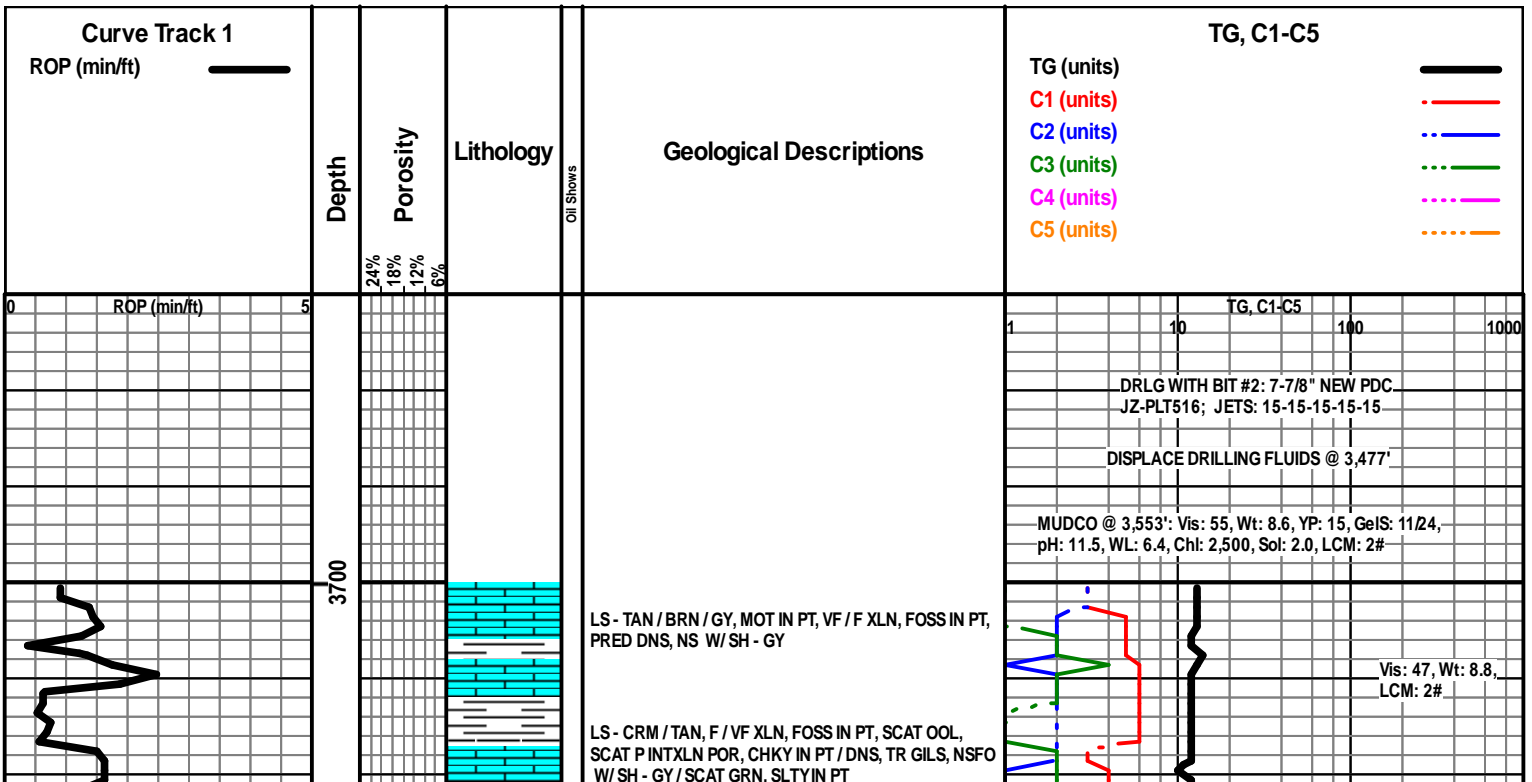 Curve Track 1
ROP (min/ft)
Depth
Porosity
24%
18%
12%
6%
Lithology
Oil Shows
Geological Descriptions
TG, C1-C5
TG (units)
C1 (units)
C2 (units)
C3 (units)
C4 (units)
C5 (units)
0 ROP (min/ft) 5
TG, C1-C5
1 10 100 1000
DRLG WITH BIT #2: 7-7/8" NEW PDC
JZ-PLT516; JETS: 15-15-15-15-15
DISPLACE DRILLING FLUIDS @ 3,477'
MUDCO @ 3,553': Vis: 55, Wt: 8.6, YP: 15, GelS: 11/24,
pH: 11.5, WL: 6.4, Chl: 2,500, Sol: 2.0, LCM: 2#
3700
LS - TAN / BRN / GY, MOT IN PT, VF / F XLN, FOSS IN PT,
PRED DNS, NS W/ SH - GY
Vis: 47, Wt: 8.8,
LCM: 2#
LS - CRM / TAN, F / VF XLN, FOSS IN PT, SCAT OOL,
SCAT P INTXLN POR, CHKY IN PT / DNS, TR GILS, NSFO
W/ SH - GY / SCAT GRN, SLTY IN PT